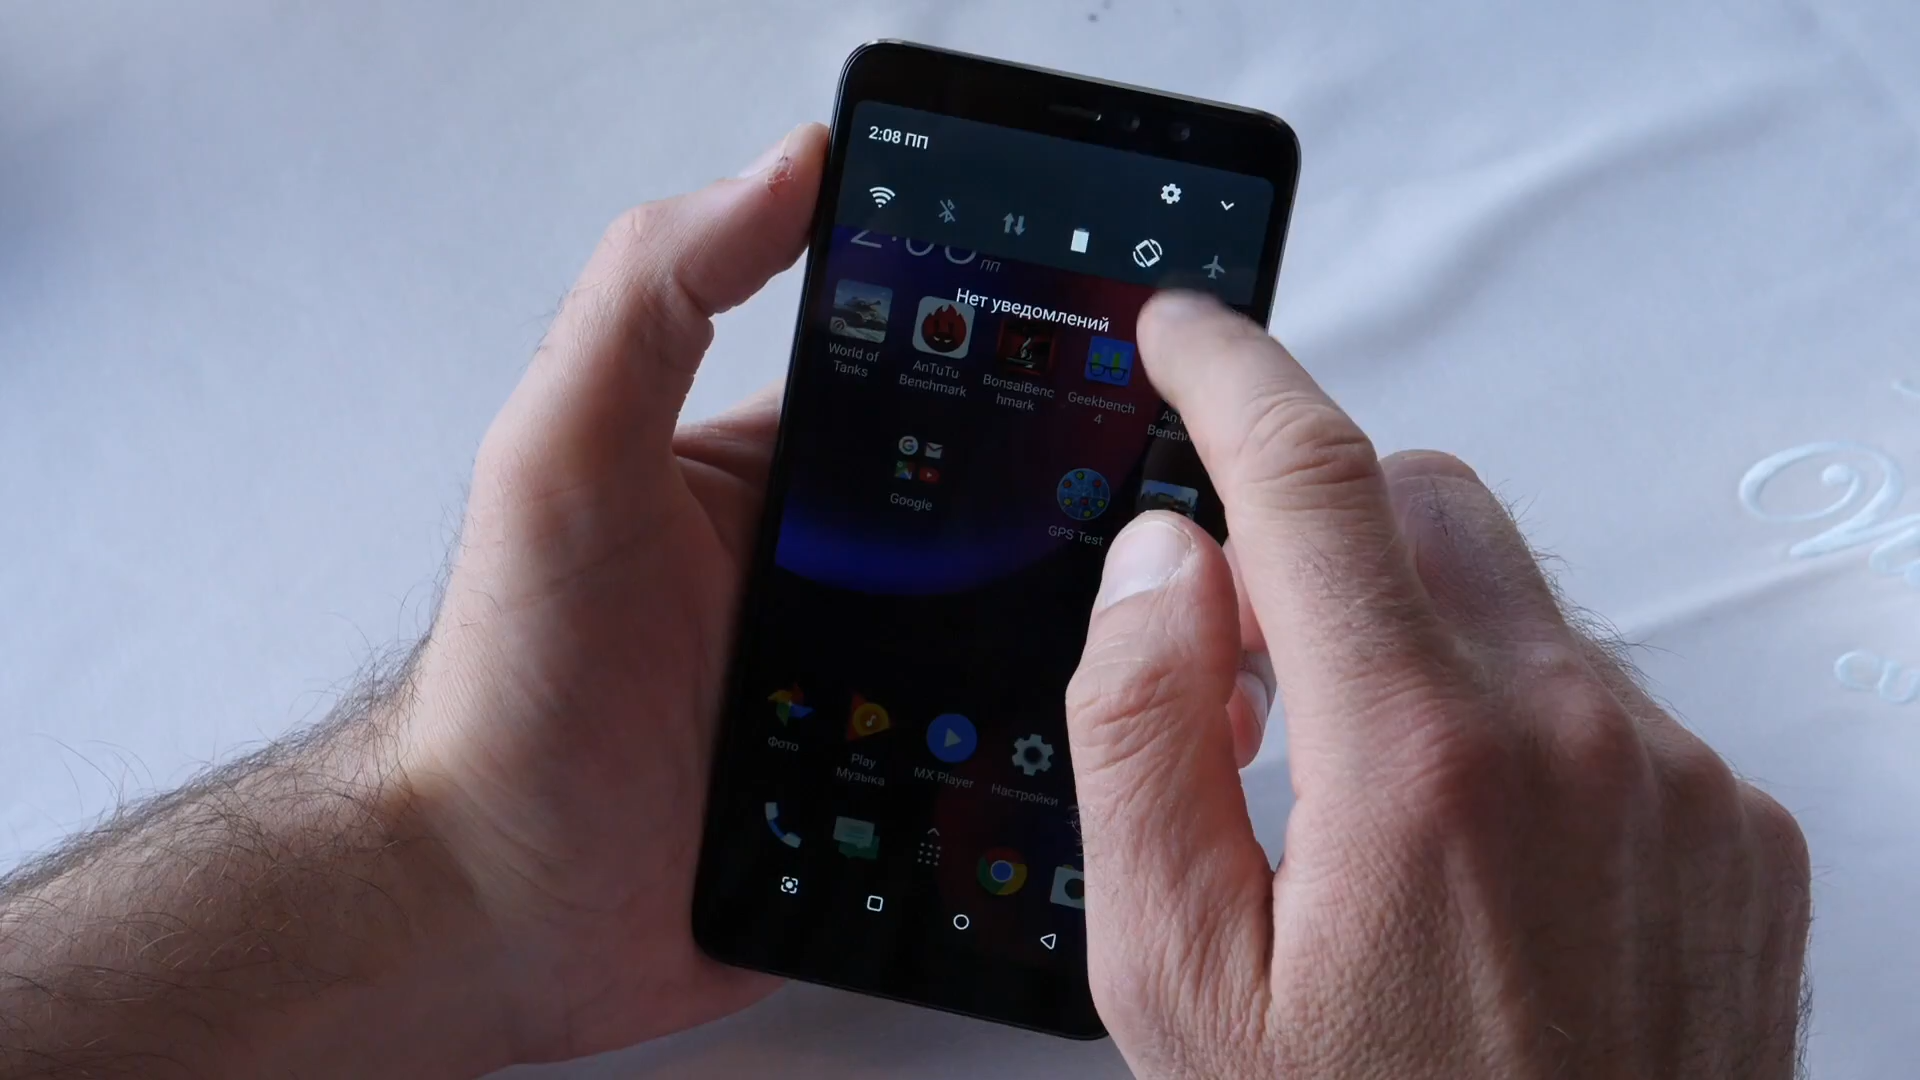 2:08 ПП
ПП
Нет уведомлений
World of
Tanks
AnTuTu
Benchmark
BonsaiBenc
hmark
Geekbench
4
Google
GPS Test
Фото
Play
Музыка
MX Player
Настройки